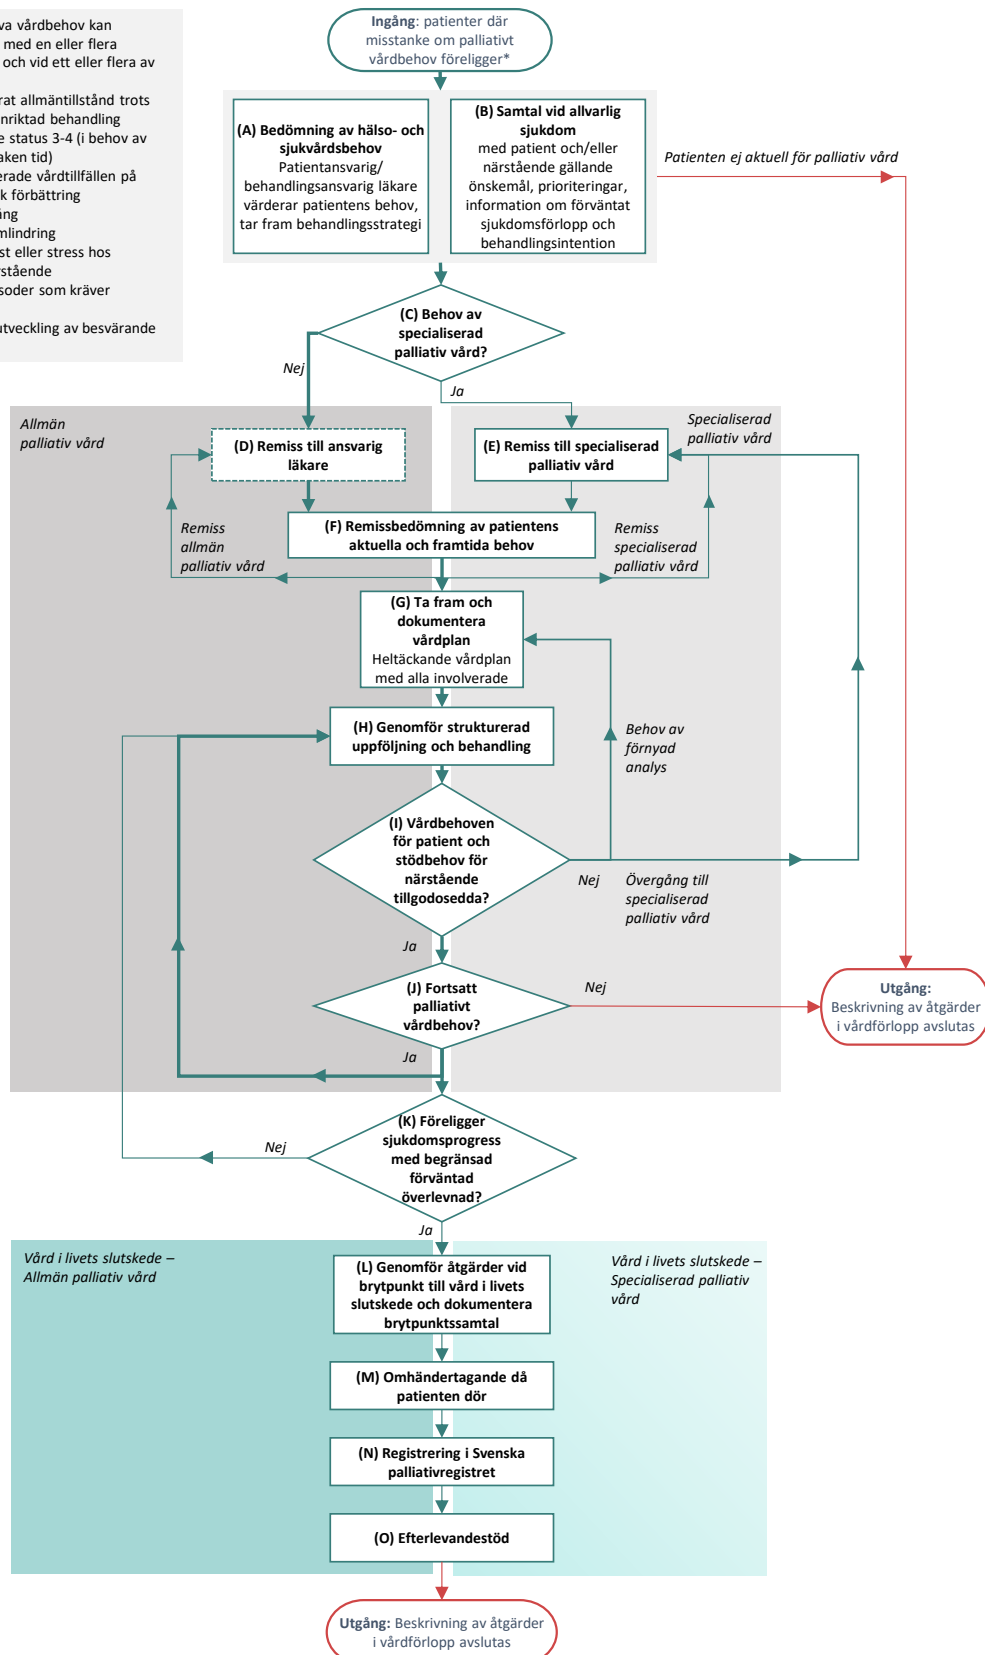 va vårdbehov kan
med en eller flera
och vid ett eller flera av
rat allmäntillstånd trots
nriktad behandling
e status 3-4 (i behov av
aken tid)
erade vårdtillfällen på
k förbättring
ång
mlindring
st eller stress hos
rstående
soder som kräver
utveckling av besvärande
Ingång: patienter där
misstanke om palliativt
vårdbehov föreligger*
(A) Bedömning av hälso- och
sjukvårdsbehov
Patientansvarig/
behandlingsansvarig läkare
värderar patientens behov,
tar fram behandlingsstrategi
(B) Samtal vid allvarlig
sjukdom
med patient och/eller
närstående gällande
önskemål, prioriteringar,
information om förväntat
sjukdomsförlopp och
behandlingsintention
Patienten ej aktuell för palliativ vård
(C) Behov av
specialiserad
palliativ vård?
Nej
Ja
Allmän
palliativ vård
Specialiserad
palliativ vård
(D) Remiss till ansvarig
läkare
(E) Remiss till specialiserad
palliativ vård
(F) Remissbedömning av patientens
aktuella och framtida behov
Remiss
allmän
palliativ vård
Remiss
specialiserad
palliativ vård
(G) Ta fram och
dokumentera
vårdplan
Heltäckande vårdplan
med alla involverade
(H) Genomför strukturerad
uppföljning och behandling
Behov av
förnyad
analys
(I) Vårdbehoven
för patient och
stödbehov för
närstående
tillgodosedda?
Nej
Övergång till
specialiserad
palliativ vård
Ja
(J) Fortsatt
palliativt
vårdbehov?
Nej
Utgång:
Beskrivning av åtgärder
i vårdförlopp avslutas
Ja
(K) Föreligger
sjukdomsprogress
med begränsad
förväntad
överlevnad?
Nej
Ja
Vård i livets slutskede –
Allmän palliativ vård
Vård i livets slutskede –
Specialiserad palliativ
vård
(L) Genomför åtgärder vid
brytpunkt till vård i livets
slutskede och dokumentera
brytpunktssamtal
(M) Omhändertagande då
patienten dör
(N) Registrering i Svenska
palliativregistret
(O) Efterlevandestöd
Utgång: Beskrivning av åtgärder
i vårdförlopp avslutas